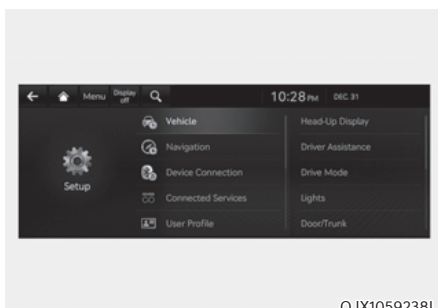 Menu Display off 10:28 PM DEC. 31
Setup
Vehicle
Navigation
Device Connection
Connected Services
User Profile
Head-Up Display
Driver Assistance
Drive Mode
Lights
Door/Trunk
OJX1059238L